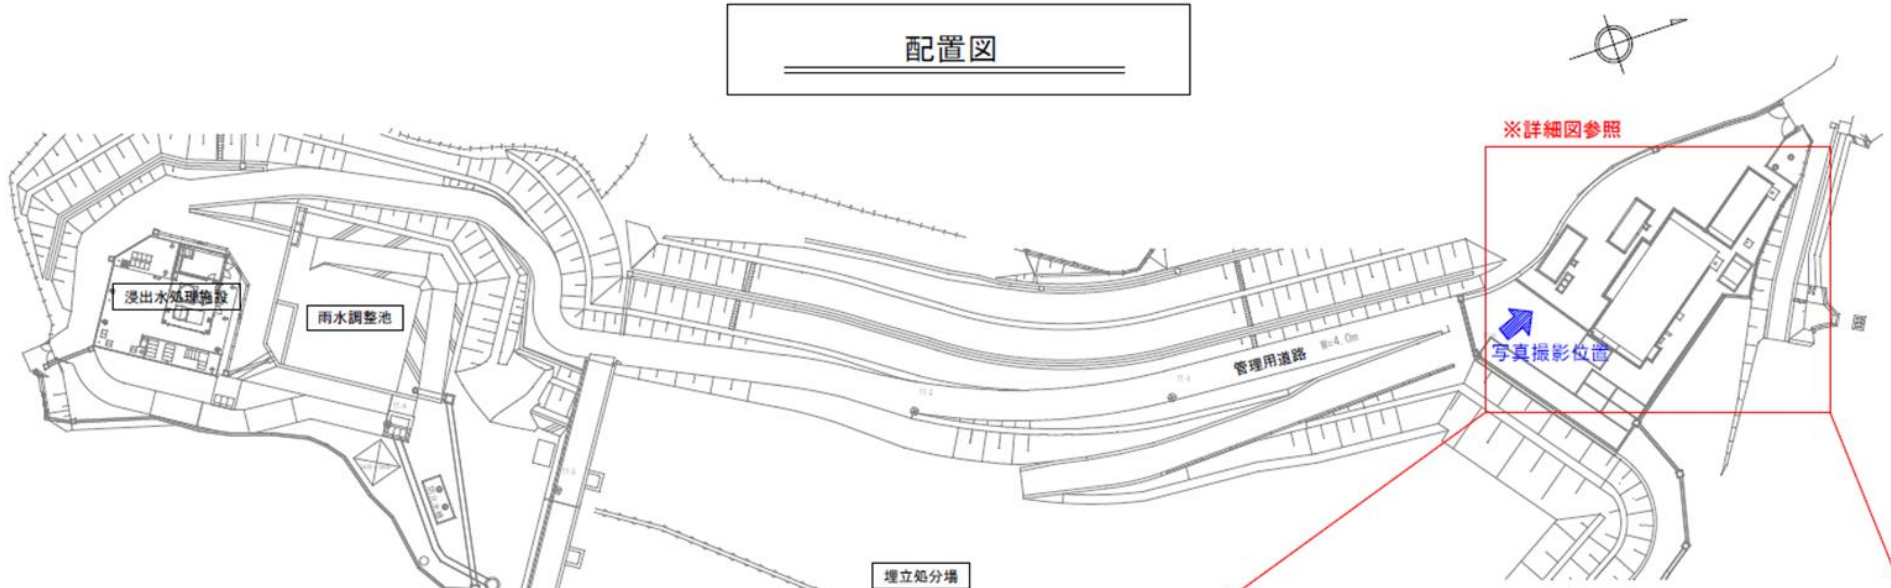 配置図
※詳細図参照
浸出水処理施設
雨水調整池
写真撮影位置
管理用道路 W=4.0m
埋立処分場